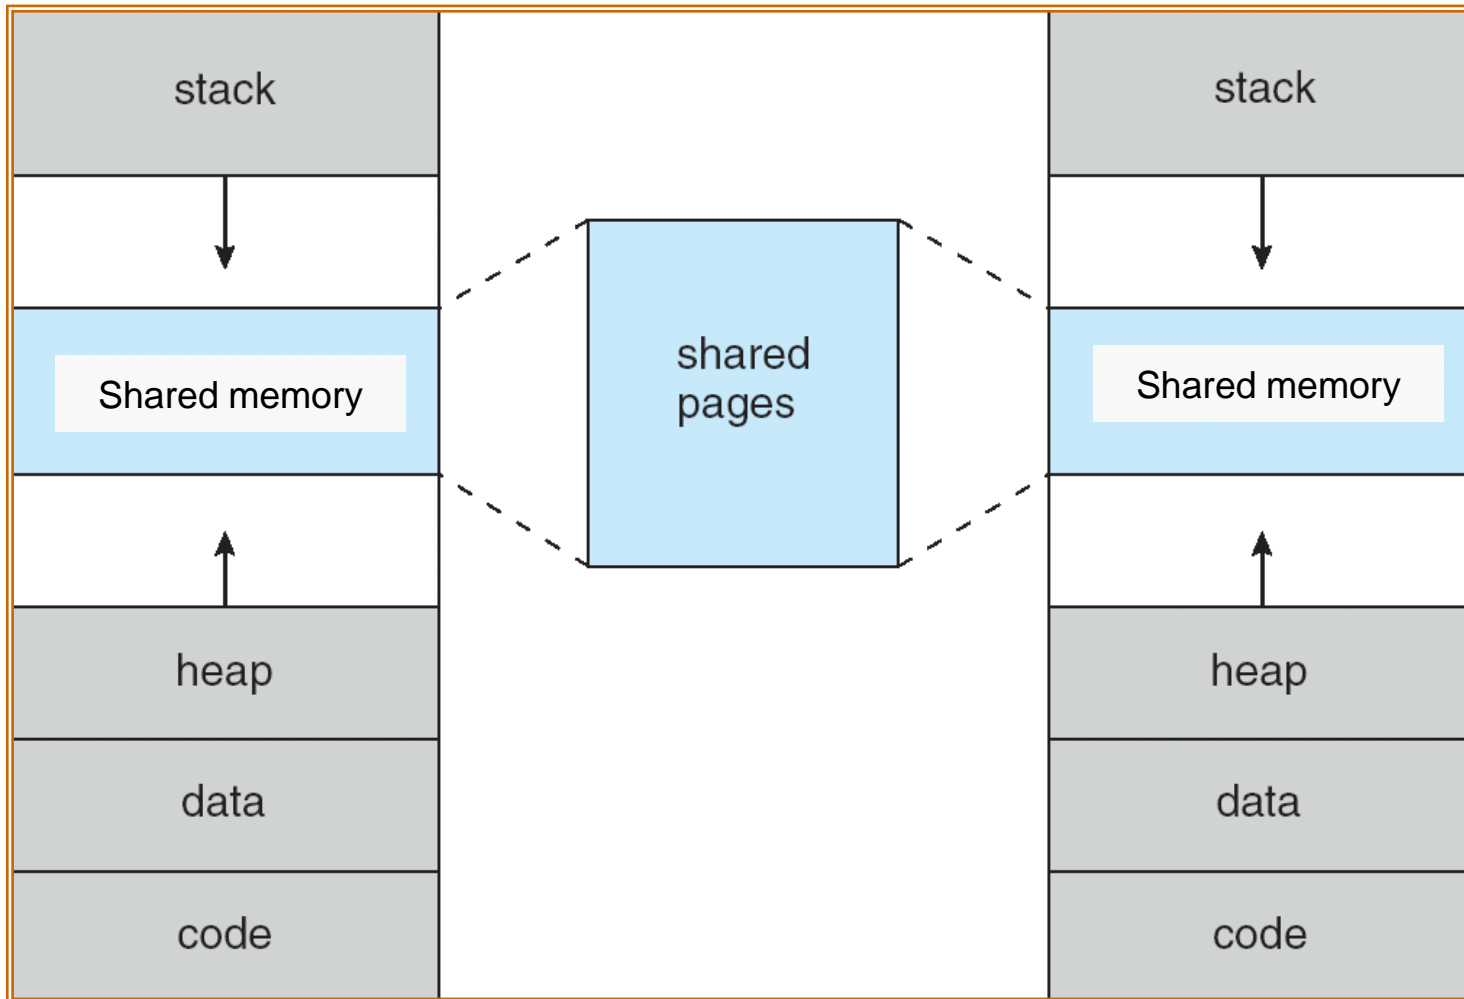 stack
Shared memory
heap
data
code
shared
pages
stack
Shared memory
heap
data
code